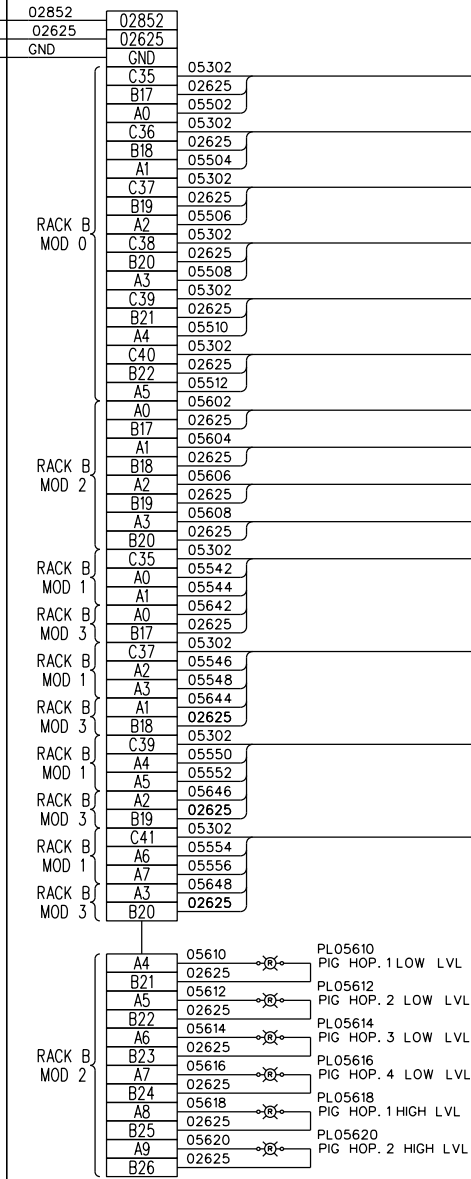 02852 02852
02625 02625
GND GND
C35 05302
B17 02625
A0 05502
C36 05302
B18 02625
A1 05504
C37 05302
B19 02625
A2 05506
RACK B
MOD 0
C38 05302
B20 02625
A3 05508
C39 05302
B21 02625
A4 05510
C40 05302
B22 02625
A5 05512
A0 05602
B17 02625
A1 05604
B18 02625
RACK B
MOD 2
A2 05606
B19 02625
A3 05608
B20 02625
C35 05302
RACK B
MOD 1
A0 05542
A1 05544
RACK B
MOD 3
A0 05642
B17 02625
C37 05302
RACK B
MOD 1
A2 05546
A3 05548
RACK B
MOD 3
A1 05644
B18 02625
C39 05302
RACK B
MOD 1
A4 05550
A5 05552
RACK B
MOD 3
A2 05646
B19 02625
C41 05302
RACK B
MOD 1
A6 05554
A7 05556
RACK B
MOD 3
A3 05648
B20 02625
A4 05610 R PL05610
PIG HOP. 1 LOW LVL
B21 02625
A5 05612 R PL05612
PIG HOP. 2 LOW LVL
B22 02625
A6 05614 R PL05614
PIG HOP. 3 LOW LVL
B23 02625
RACK B
MOD 2
A7 05616 R PL05616
PIG HOP. 4 LOW LVL
B24 02625
A8 05618 R PL05618
PIG HOP. 1 HIGH LVL
B25 02625
A9 05620 R PL05620
PIG HOP. 2 HIGH LVL
B26 02625